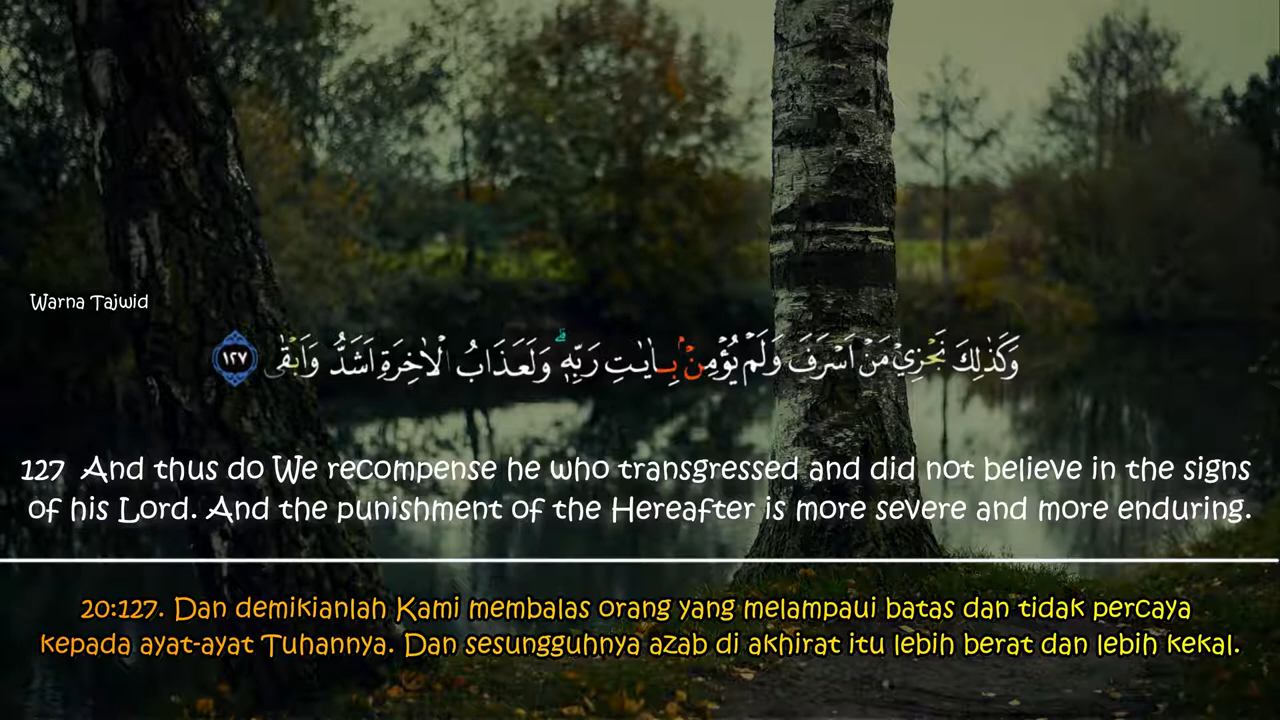 Warna Tajwid
وَكَذٰلِكَ نَجْزِيْ مَنْ اَسْرَفَ وَلَمْ يُؤْمِنْۢ بِاٰيٰتِ رَبِّهٖۗ وَلَعَذَابُ الْاٰخِرَةِ اَشَدُّ وَاَبْقٰى ١٢٧
127 And thus do We recompense he who transgressed and did not believe in the signs
of his Lord. And the punishment of the Hereafter is more severe and more enduring.
20:127. Dan demikianlah Kami membalas orang yang melampaui batas dan tidak percaya
kepada ayat-ayat Tuhannya. Dan sesungguhnya azab di akhirat itu lebih berat dan lebih kekal.